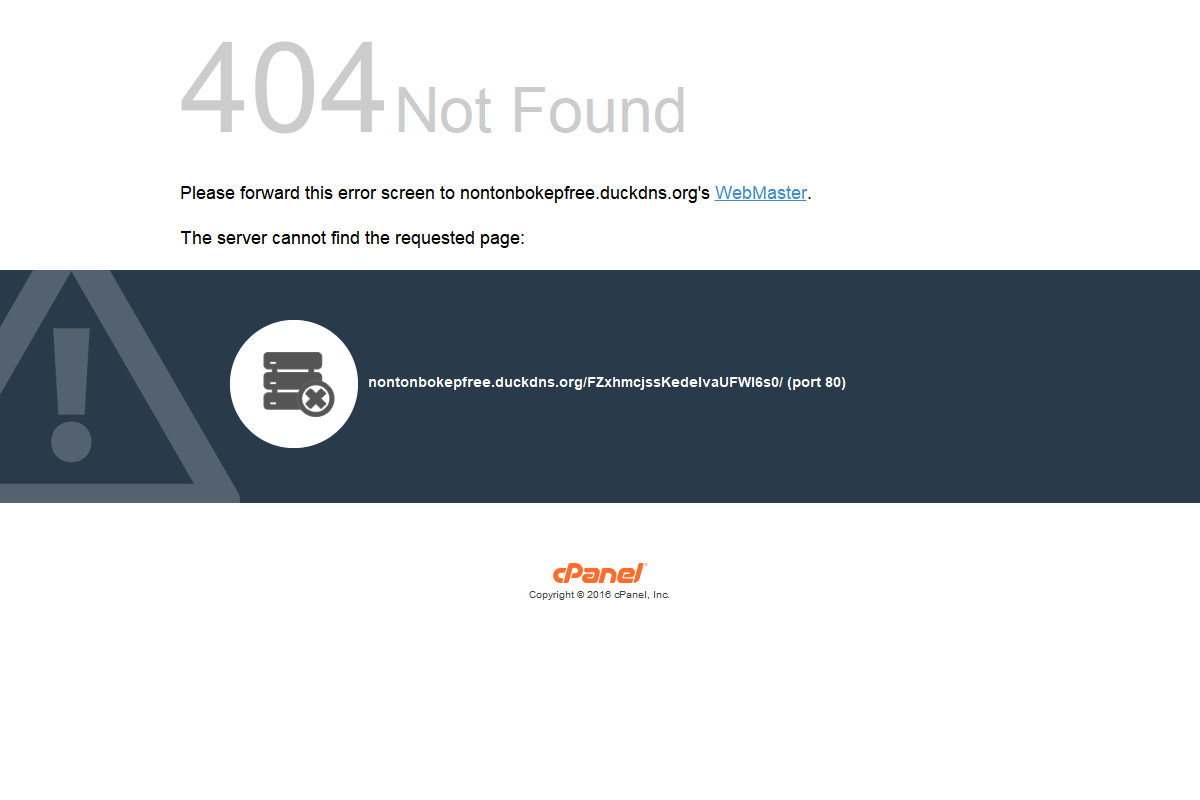 404 Not Found
Please forward this error screen to nontonbokepfree.duckdns.org's WebMaster.
The server cannot find the requested page:
nontonbokepfree.duckdns.org/FZxhmcjssKedeIvaUFWI6s0/ (port 80)
cPanel
Copyright © 2016 cPanel, Inc.